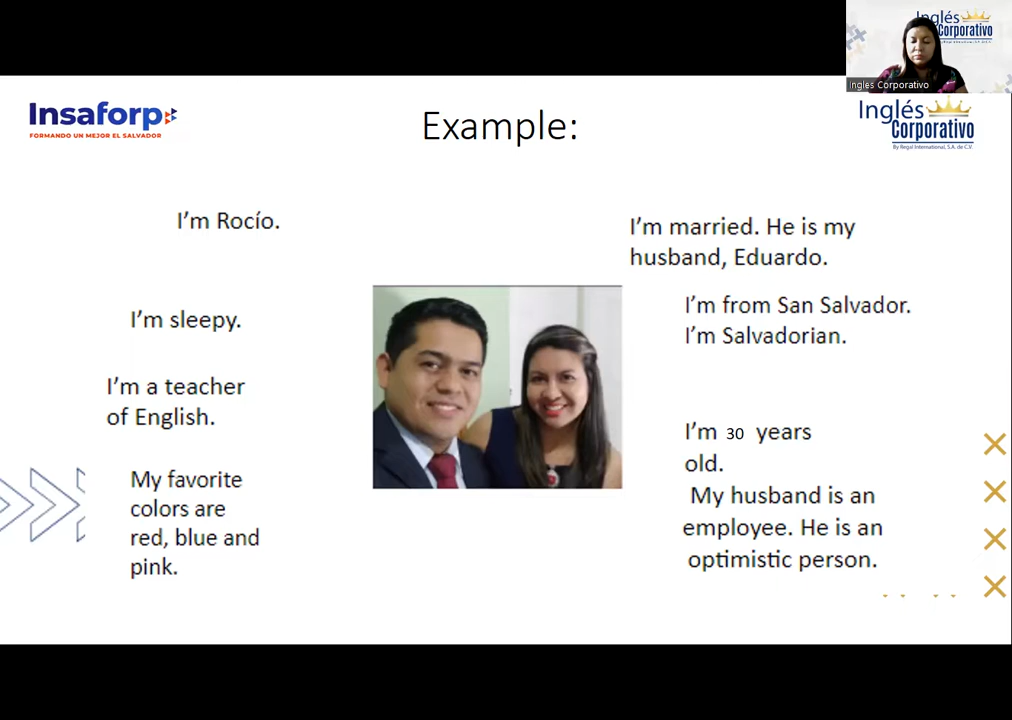 Inglés
Corporativo
Ingles Corporativo
Insaforp
FORMANDO UN MEJOR EL SALVADOR
Example:
Inglés
Corporativo
By Regal International, S.A. de C.V.
I'm Rocío.
I'm sleepy.
I'm a teacher
of English.
My favorite
colors are
red, blue and
pink.
I'm married. He is my
husband, Eduardo.
I'm from San Salvador.
I'm Salvadorian.
I'm 30 years
old.
My husband is an
employee. He is an
optimistic person.